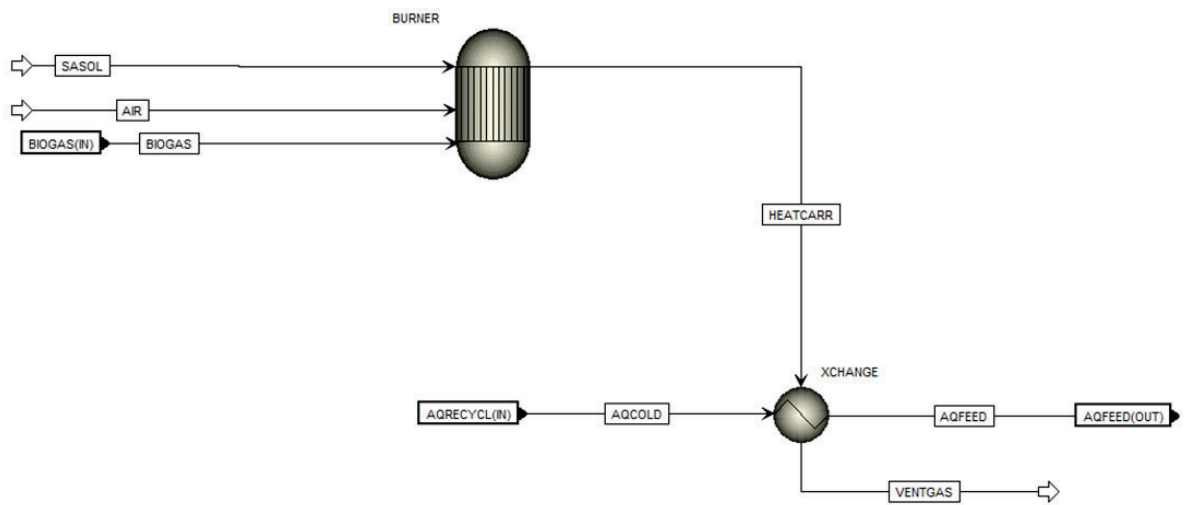 BURNER
SASOL
AIR
BIOGAS(IN)
BIOGAS
HEATCARR
XCHANGE
AQRECYCL(IN)
AQCOLD
AQFEED
AQFEED(OUT)
VENTGAS